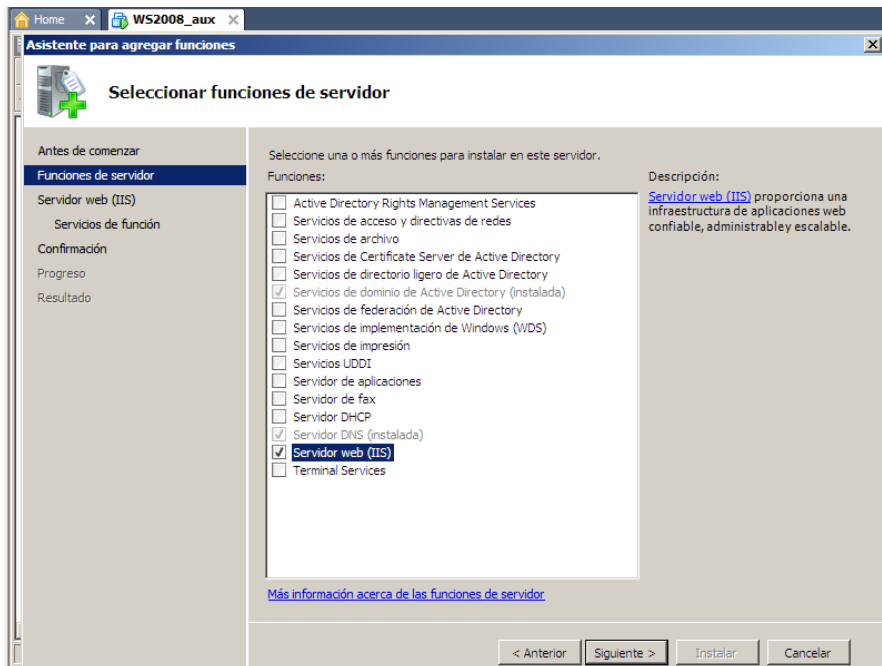 Home
WS2008_aux
Asistente para agregar funciones
Seleccionar funciones de servidor
Antes de comenzar
Funciones de servidor
Servidor web (IIS)
Servicios de función
Confirmación
Progreso
Resultado
Seleccione una o más funciones para instalar en este servidor.
Funciones:
Active Directory Rights Management Services
Servicios de acceso y directivas de redes
Servicios de archivo
Servicios de Certificate Server de Active Directory
Servicios de directorio ligero de Active Directory
Servicios de dominio de Active Directory (instalada)
Servicios de federación de Active Directory
Servicios de implementación de Windows (WDS)
Servicios de impresión
Servicios UDDI
Servidor de aplicaciones
Servidor de fax
Servidor DHCP
Servidor DNS (instalada)
Servidor web (IIS)
Terminal Services
Más información acerca de las funciones de servidor
Descripción:
Servidor web (IIS) proporciona una
infraestructura de aplicaciones web
confiable, administrable y escalable.
< Anterior
Siguiente >
Instalar
Cancelar